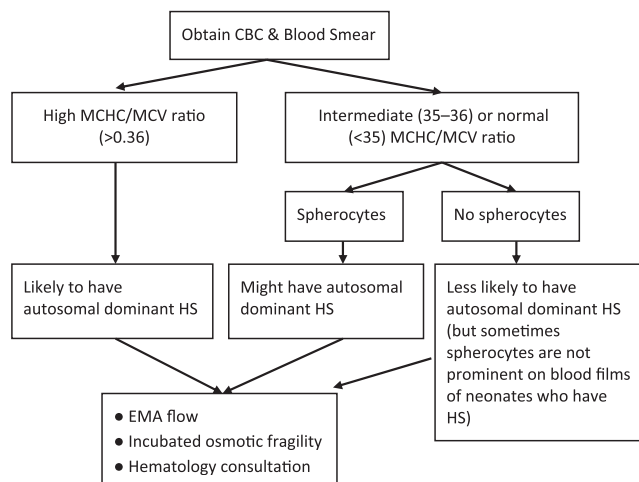 Obtain CBC & Blood Smear
High MCHC/MCV ratio
(>0.36)
Intermediate (35–36) or normal
(<35) MCHC/MCV ratio
Spherocytes
No spherocytes
Likely to have
autosomal dominant HS
Might have autosomal
dominant HS
Less likely to have
autosomal dominant HS
(but sometimes
spherocytes are not
prominent on blood films
of neonates who have
HS)
● EMA flow
● Incubated osmotic fragility
● Hematology consultation